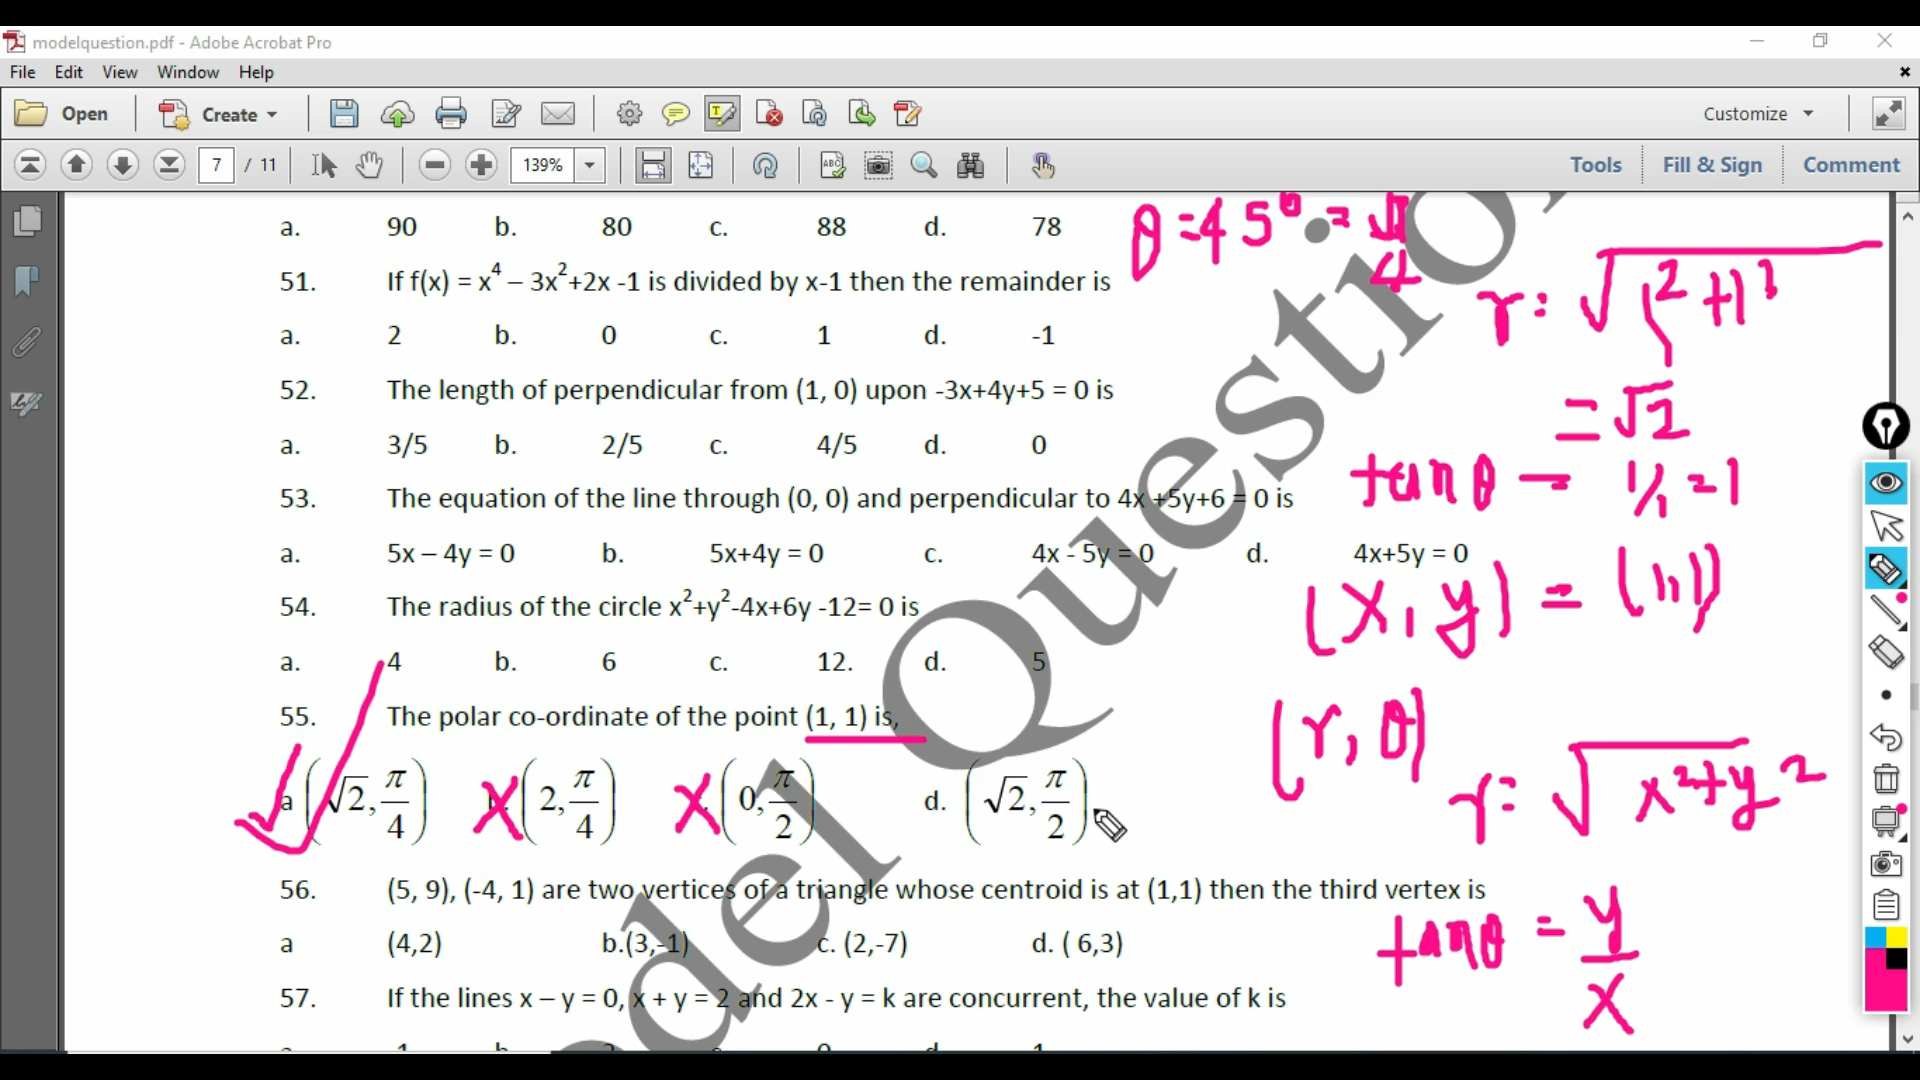 modelquestion.pdf - Adobe Acrobat Pro
File Edit View Window Help
Open Create Customize
7 / 11 139% Tools Fill & Sign Comment
a. 90 b. 80 c. 88 d. 78
51. If f(x) = x⁴ – 3x²+2x -1 is divided by x-1 then the remainder is
a. 2 b. 0 c. 1 d. -1
52. The length of perpendicular from (1, 0) upon -3x+4y+5 = 0 is
a. 3/5 b. 2/5 c. 4/5 d. 0
53. The equation of the line through (0, 0) and perpendicular to 4x +5y+6 = 0 is
a. 5x – 4y = 0 b. 5x+4y = 0 c. 4x - 5y = 0 d. 4x+5y = 0
54. The radius of the circle x²+y²-4x+6y -12= 0 is
a. 4 b. 6 c. 12. d. 5
55. The polar co-ordinate of the point (1, 1) is,
a (√2, π/4) (2, π/4) (0, π/2) d. (√2, π/2)
56. (5, 9), (-4, 1) are two vertices of a triangle whose centroid is at (1,1) then the third vertex is
a (4,2) b.(3,-1) c. (2,-7) d. ( 6,3)
57. If the lines x – y = 0, x + y = 2 and 2x - y = k are concurrent, the value of k is
θ = 45⁰ = π/4
r = √1²+1²
= √2
tanθ = 1/1 = 1
(x, y) = (1,1)
(r, θ)
r = √x²+y²
tanθ = y/x
del Question